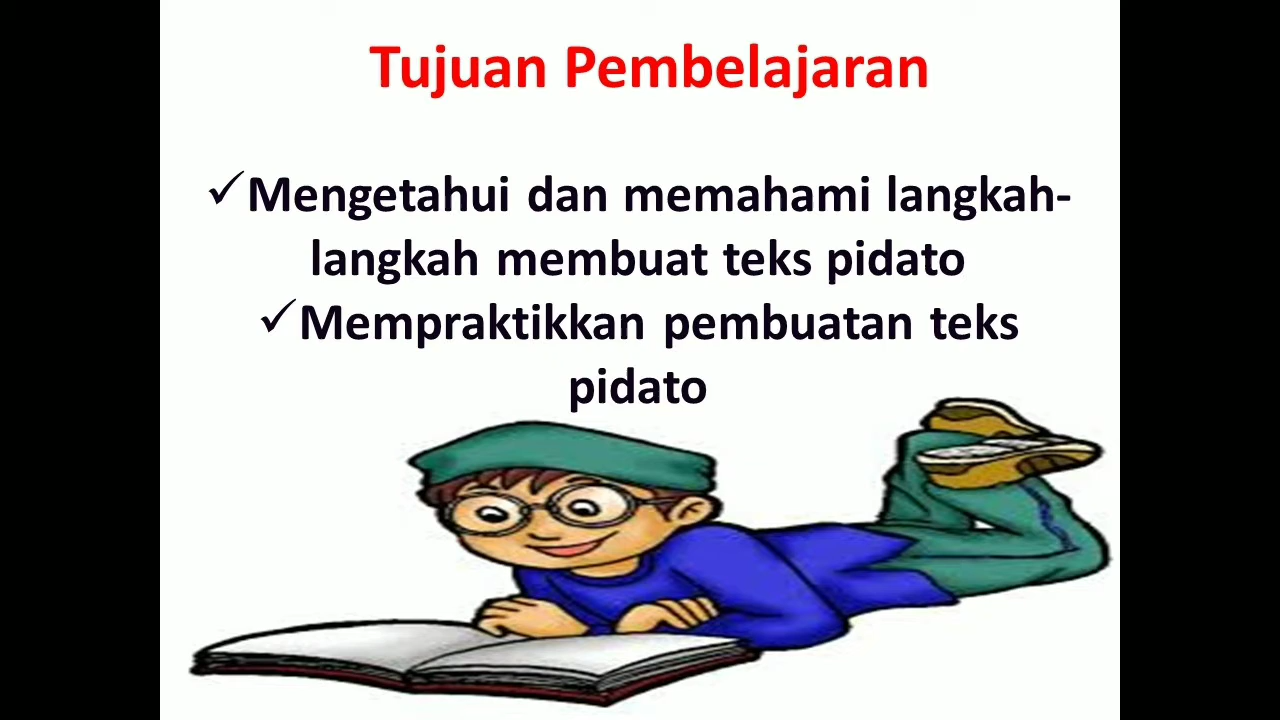 Tujuan Pembelajaran
✓Mengetahui dan memahami langkah-
langkah membuat teks pidato
✓Mempraktikkan pembuatan teks
pidato